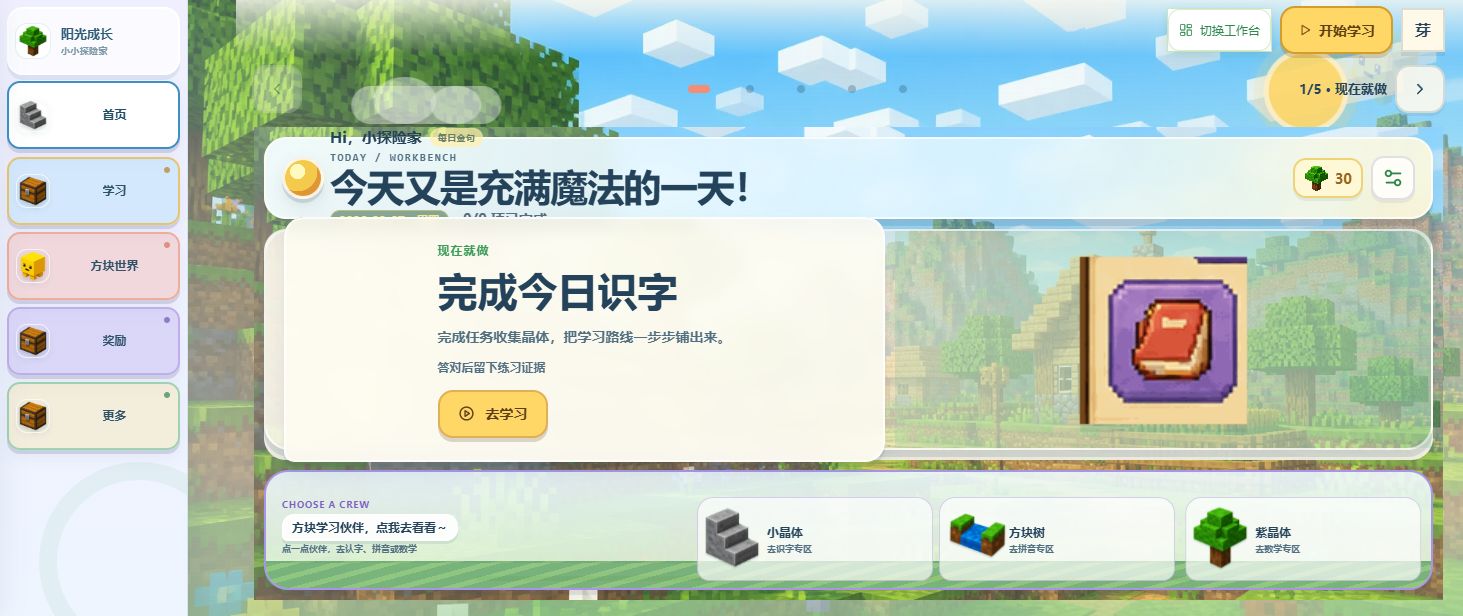 阳光成长
小小探险家
首页
学习
方块世界
奖励
更多
切换工作台
开始学习
芽
1/5 • 现在就做
Hi，小探险家
每日金句
TODAY / WORKBENCH
今天又是充满魔法的一天！
30
现在就做
完成今日识字
完成任务收集晶体，把学习路线一步步铺出来。
答对后留下练习证据
去学习
CHOOSE A CREW
方块学习伙伴，点我去看看~
点一点伙伴，去认字、拼音或数学
小晶体
去识字专区
方块树
去拼音专区
紫晶体
去数学专区